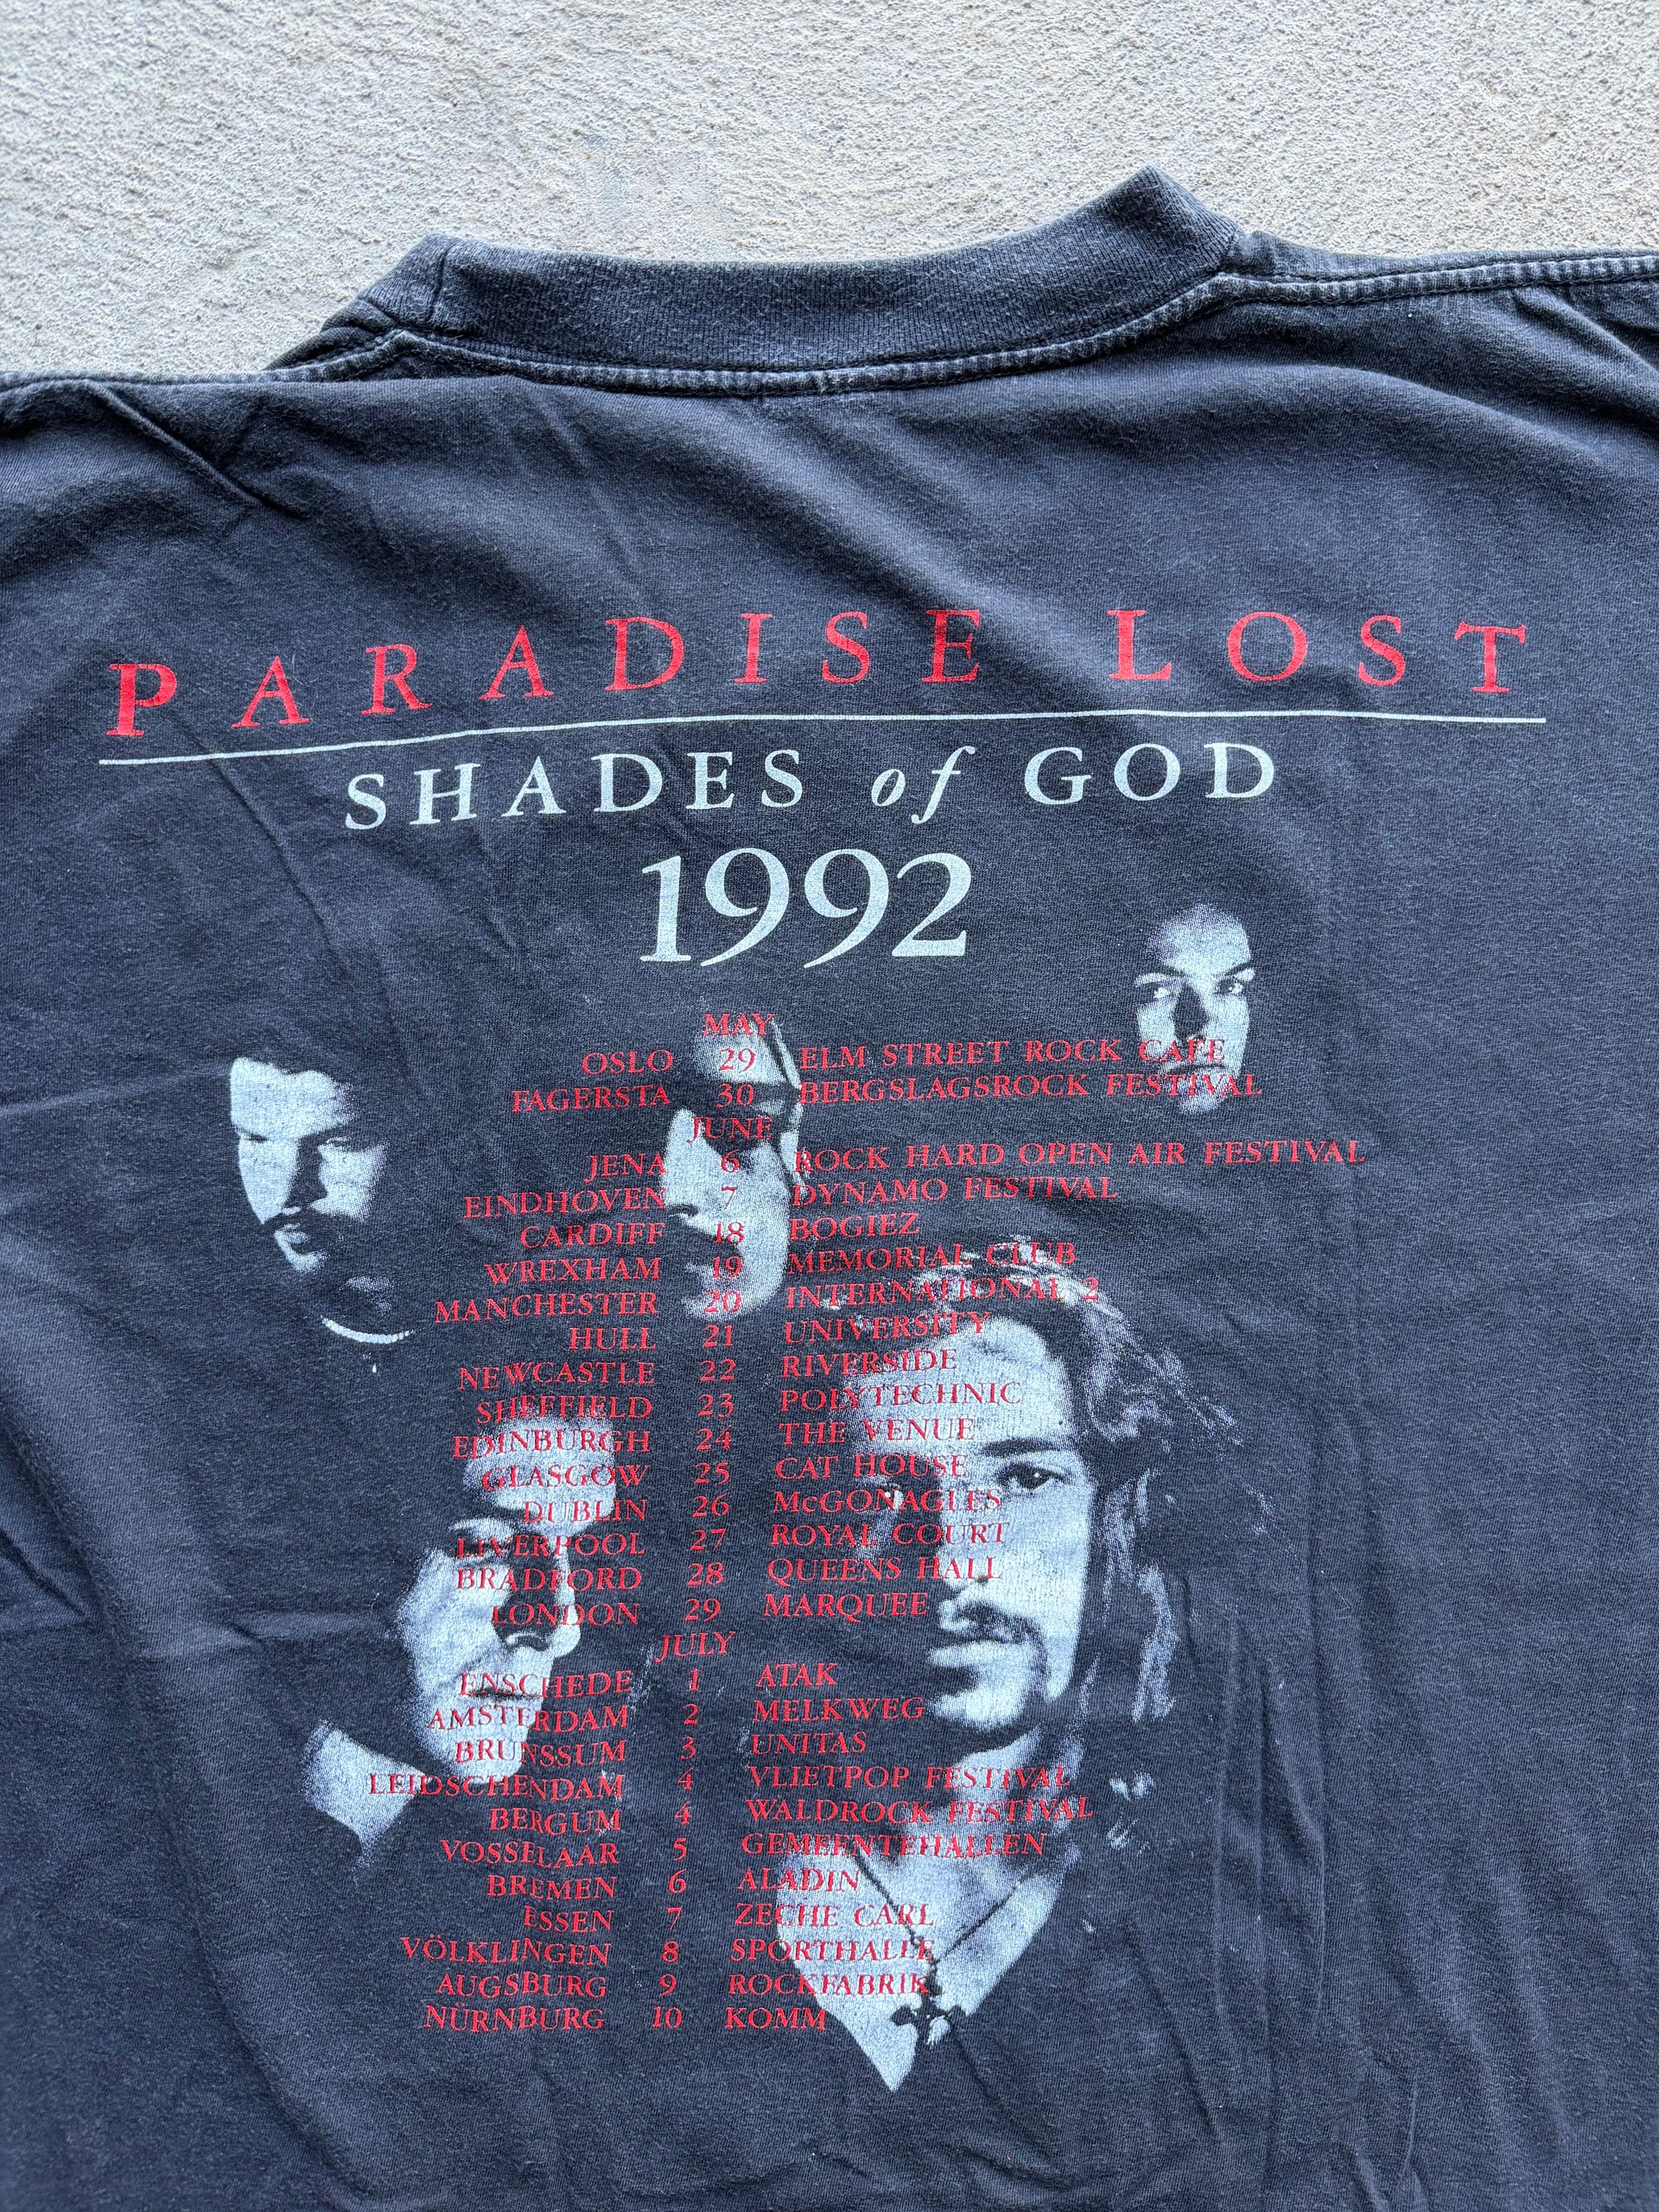 PARADISE LOST
SHADES of GOD
1992
MAY
OSLO 29 ELM STREET ROCK CAFE
FAGERSTA 30 BERGSLAGSROCK FESTIVAL
JUNE
JENA 6 ROCK HARD OPEN AIR FESTIVAL
EINDHOVEN 7 DYNAMO FESTIVAL
CARDIFF 18 BOGIEZ
WREXHAM 19 MEMORIAL CLUB
MANCHESTER 20 INTERNATIONAL 2
HULL 21 UNIVERSITY
NEWCASTLE 22 RIVERSIDE
SHEFFIELD 23 POLYTECHNIC
EDINBURGH 24 THE VENUE
GLASGOW 25 CAT HOUSE
DUBLIN 26 McGONAGLES
LIVERPOOL 27 ROYAL COURT
BRADFORD 28 QUEENS HALL
LONDON 29 MARQUEE
JULY
ENSCHEDE 1 ATAK
AMSTERDAM 2 MELKWEG
BRUNSSUM 3 UNITAS
LEIDSCHENDAM 4 VLIETPOP FESTIVAL
BERGUM 4 WALDROCK FESTIVAL
VOSSELAAR 5 GEMEENTEHALLEN
BREMEN 6 ALADIN
ESSEN 7 ZECHE CARL
VÖLKLINGEN 8 SPORTHALLE
AUGSBURG 9 ROCKFABRIK
NÜRNBURG 10 KOMM